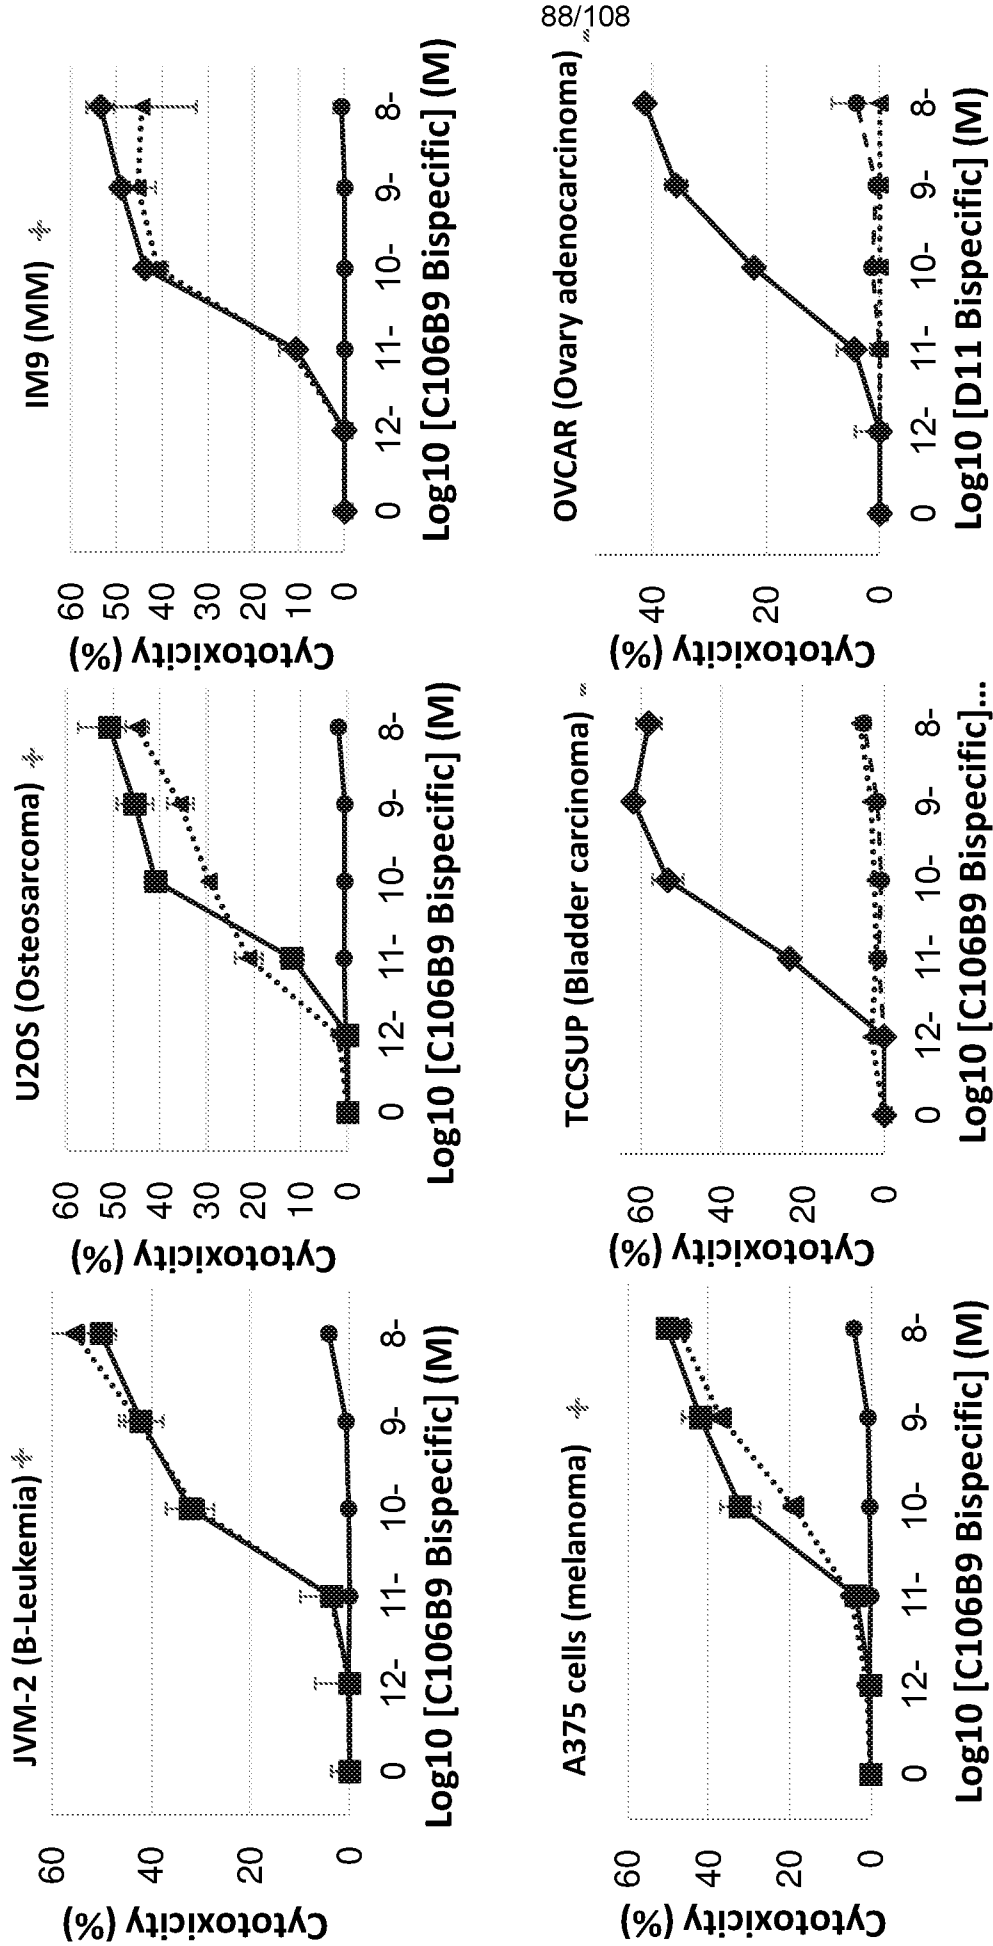 88/108
JVM-2 (B-Leukemia)
Cytotoxicity (%)
60
40
20
0
0 12- 11- 10- 9- 8-
Log10 [C106B9 Bispecific] (M)
U2OS (Osteosarcoma)
Cytotoxicity (%)
60
50
40
30
20
10
0
0 12- 11- 10- 9- 8-
Log10 [C106B9 Bispecific] (M)
IM9 (MM)
Cytotoxicity (%)
60
50
40
30
20
10
0
0 12- 11- 10- 9- 8-
Log10 [C106B9 Bispecific] (M)
A375 cells (melanoma)
Cytotoxicity (%)
60
40
20
0
0 12- 11- 10- 9- 8-
Log10 [C106B9 Bispecific] (M)
TCCSUP (Bladder carcinoma)
Cytotoxicity (%)
60
40
20
0
0 12- 11- 10- 9- 8-
Log10 [C106B9 Bispecific]...
OVCAR (Ovary adenocarcinoma)
Cytotoxicity (%)
40
20
0
0 12- 11- 10- 9- 8-
Log10 [D11 Bispecific] (M)